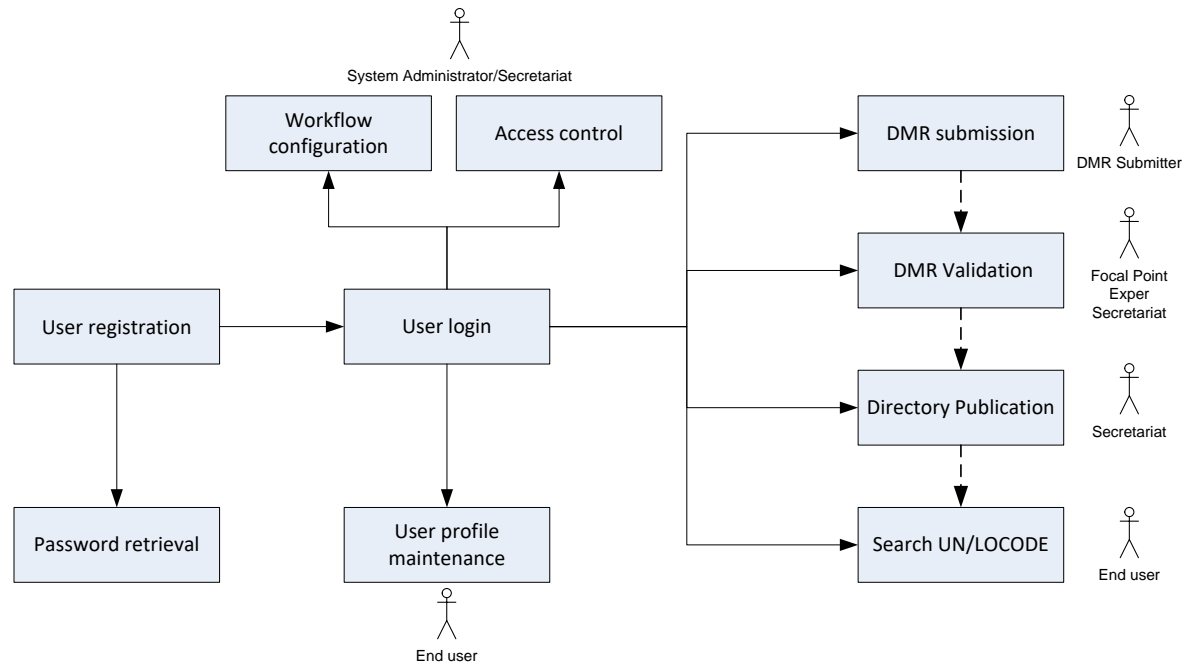 System Administrator/Secretariat
Workflow
configuration
Access control
DMR submission
DMR Submitter
DMR Validation
Focal Point
Exper
Secretariat
User registration
User login
Directory Publication
Secretariat
Password retrieval
User profile
maintenance
Search UN/LOCODE
End user
End user